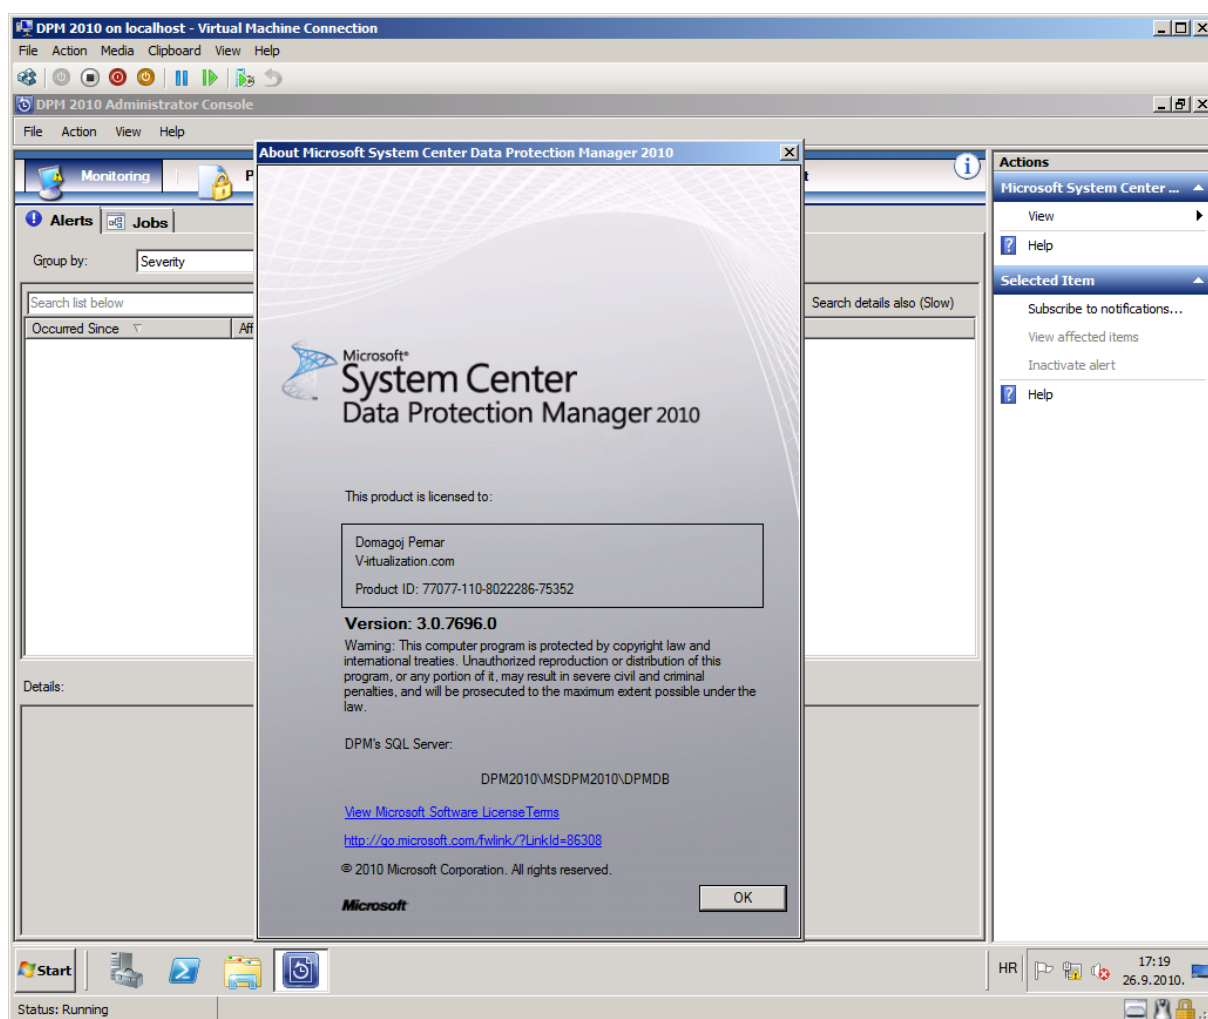 DPM 2010 on localhost - Virtual Machine Connection
File Action Media Clipboard View Help
DPM 2010 Administrator Console
File Action View Help
About Microsoft System Center Data Protection Manager 2010
Monitoring
Alerts
Jobs
Group by: Severity
Search list below
Search details also (Slow)
Occurred Since
Microsoft®
System Center
Data Protection Manager 2010
This product is licensed to:
Domagoj Pernar
V-irtualization.com
Product ID: 77077-110-8022286-75352
Version: 3.0.7696.0
Warning: This computer program is protected by copyright law and
international treaties. Unauthorized reproduction or distribution of this
program, or any portion of it, may result in severe civil and criminal
penalties, and will be prosecuted to the maximum extent possible under the
law.
DPM's SQL Server:
DPM2010\MSDPM2010\DPMDB
View Microsoft Software License Terms
http://go.microsoft.com/fwlink/?LinkId=86308
© 2010 Microsoft Corporation. All rights reserved.
Microsoft
OK
Details:
Actions
Microsoft System Center ...
View
Help
Selected Item
Subscribe to notifications...
View affected items
Inactivate alert
Help
Start
HR
17:19
26.9.2010.
Status: Running